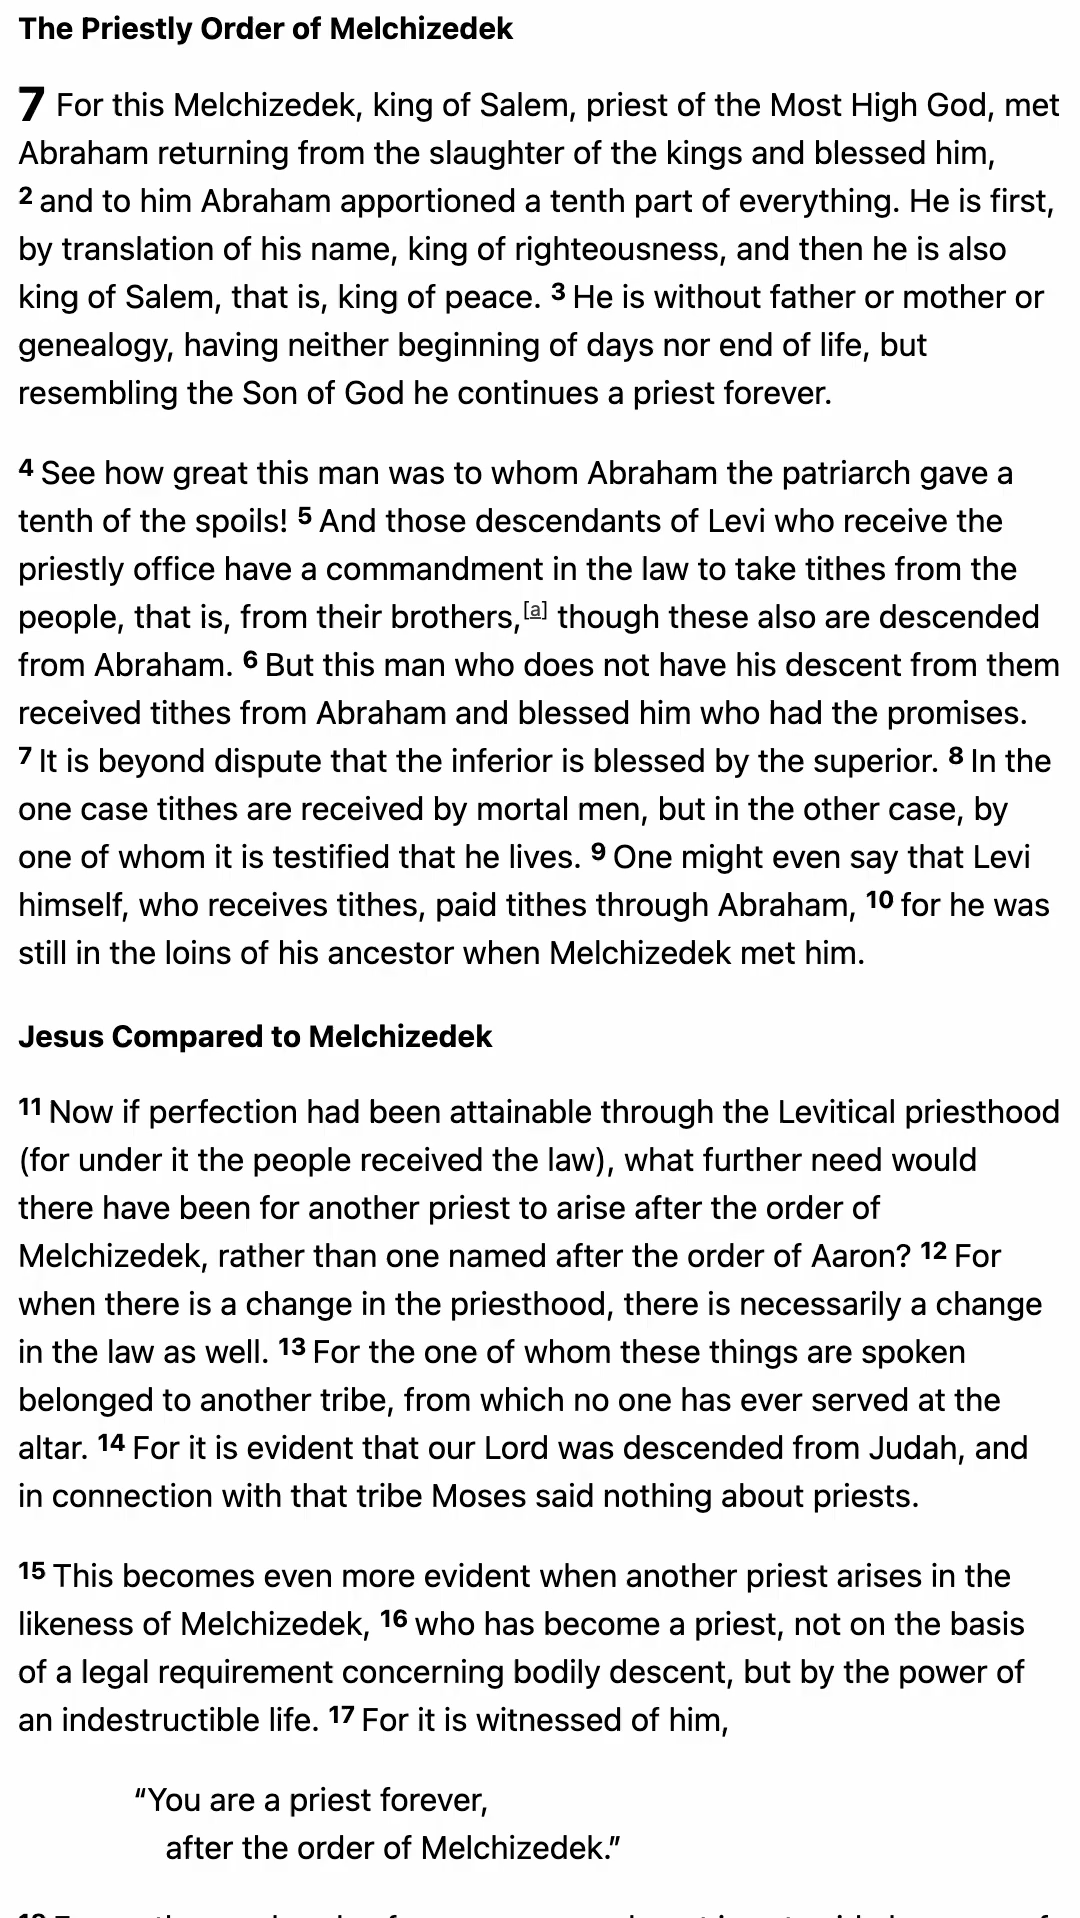 The Priestly Order of Melchizedek
7 For this Melchizedek, king of Salem, priest of the Most High God, met
Abraham returning from the slaughter of the kings and blessed him,
2 and to him Abraham apportioned a tenth part of everything. He is first,
by translation of his name, king of righteousness, and then he is also
king of Salem, that is, king of peace. 3 He is without father or mother or
genealogy, having neither beginning of days nor end of life, but
resembling the Son of God he continues a priest forever.
4 See how great this man was to whom Abraham the patriarch gave a
tenth of the spoils! 5 And those descendants of Levi who receive the
priestly office have a commandment in the law to take tithes from the
people, that is, from their brothers,[a] though these also are descended
from Abraham. 6 But this man who does not have his descent from them
received tithes from Abraham and blessed him who had the promises.
7 It is beyond dispute that the inferior is blessed by the superior. 8 In the
one case tithes are received by mortal men, but in the other case, by
one of whom it is testified that he lives. 9 One might even say that Levi
himself, who receives tithes, paid tithes through Abraham, 10 for he was
still in the loins of his ancestor when Melchizedek met him.
Jesus Compared to Melchizedek
11 Now if perfection had been attainable through the Levitical priesthood
(for under it the people received the law), what further need would
there have been for another priest to arise after the order of
Melchizedek, rather than one named after the order of Aaron? 12 For
when there is a change in the priesthood, there is necessarily a change
in the law as well. 13 For the one of whom these things are spoken
belonged to another tribe, from which no one has ever served at the
altar. 14 For it is evident that our Lord was descended from Judah, and
in connection with that tribe Moses said nothing about priests.
15 This becomes even more evident when another priest arises in the
likeness of Melchizedek, 16 who has become a priest, not on the basis
of a legal requirement concerning bodily descent, but by the power of
an indestructible life. 17 For it is witnessed of him,
“You are a priest forever,
after the order of Melchizedek.”